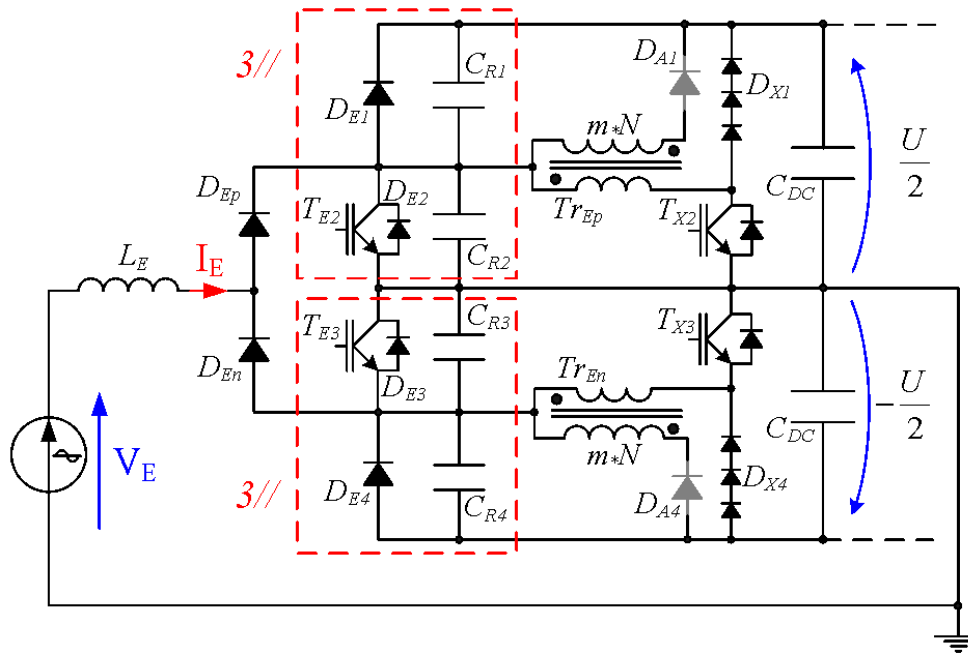 3//
C_R1
D_A1
D_X1
D_E1
m*N
U/2
C_DC
D_Ep
D_E2
T_E2
Tr_Ep
T_X2
L_E
I_E
C_R2
T_E3
C_R3
T_X3
D_En
D_E3
Tr_En
C_DC
-U/2
V_E
m*N
3//
D_E4
C_R4
D_A4
D_X4